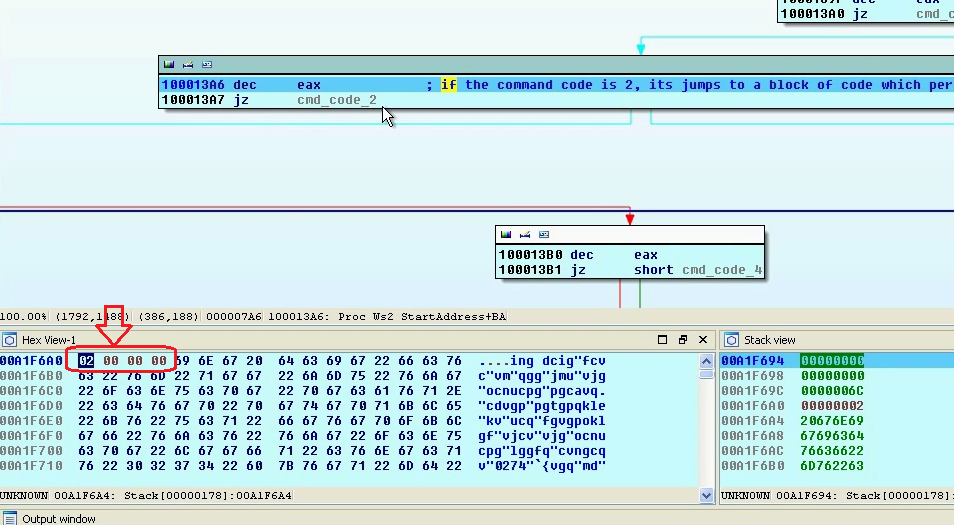 100013A0 jz cmd_c
100013A6 dec eax ; if the command code is 2, its jumps to a block of code which per
100013A7 jz cmd_code_2
100013B0 dec eax
100013B1 jz short cmd_code_4
100.00% (1792,1488) (386,188) 000007A6 100013A6: Proc Ws2 StartAddress+BA
Hex View-1
Stack view
00A1F6A0 02 00 00 00 69 6E 67 20 64 63 69 67 22 66 63 76 ....ing dcig"fcv
00A1F6B0 63 22 76 6D 22 71 67 67 22 6A 6D 75 22 76 6A 67 c"vm"qgg"jmu"vjg
00A1F6C0 22 6F 63 6E 75 63 70 67 22 70 67 63 61 76 71 2E "ocnucpg"pgcavq.
00A1F6D0 22 63 64 76 67 70 22 70 67 74 67 70 71 6B 6C 65 "cdvgp"pgtgpqkle
00A1F6E0 22 6B 76 22 75 63 71 22 66 67 76 67 70 6F 6B 6C "kv"ucq"fgvgpokl
00A1F6F0 67 66 22 76 6A 63 76 22 76 6A 67 22 6F 63 6E 75 gf"vjcv"vjg"ocnu
00A1F700 63 70 67 22 6C 67 67 66 71 22 63 76 6E 67 63 71 cpg"lggfq"cvngcq
00A1F710 76 22 30 32 37 34 22 60 7B 76 67 71 22 6D 64 22 v"0274"`{vgq"md"
00A1F694 00000000
00A1F698 00000000
00A1F69C 0000006C
00A1F6A0 00000002
00A1F6A4 20676E69
00A1F6A8 67696364
00A1F6AC 76636622
00A1F6B0 6D762263
UNKNOWN 00A1F6A4: Stack[00000178]:00A1F6A4
UNKNOWN 00A1F694: Stack[00000178]
Output window